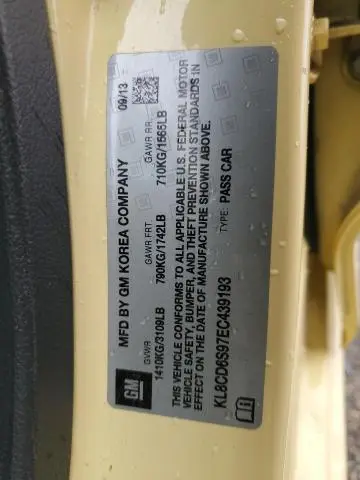 MFD BY GM KOREA COMPANY 09/13
GVWR GAWR FRT GAWR RR
1410KG/3109LB 790KG/1742LB 710KG/1565LB
THIS VEHICLE CONFORMS TO ALL APPLICABLE U.S. FEDERAL MOTOR
VEHICLE SAFETY, BUMPER, AND THEFT PREVENTION STANDARDS IN
EFFECT ON THE DATE OF MANUFACTURE SHOWN ABOVE.
KL8CD6S97EC439193 TYPE: PASS CAR
GM